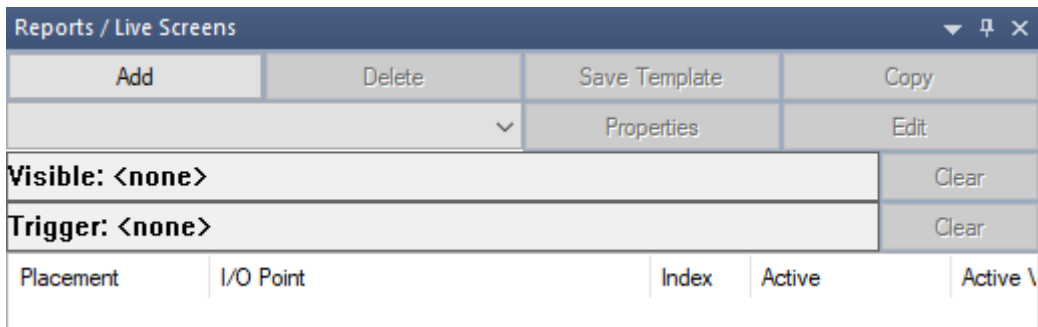 Reports / Live Screens
Add Delete Save Template Copy
Properties Edit
Visible: <none> Clear
Trigger: <none> Clear
Placement I/O Point Index Active Active